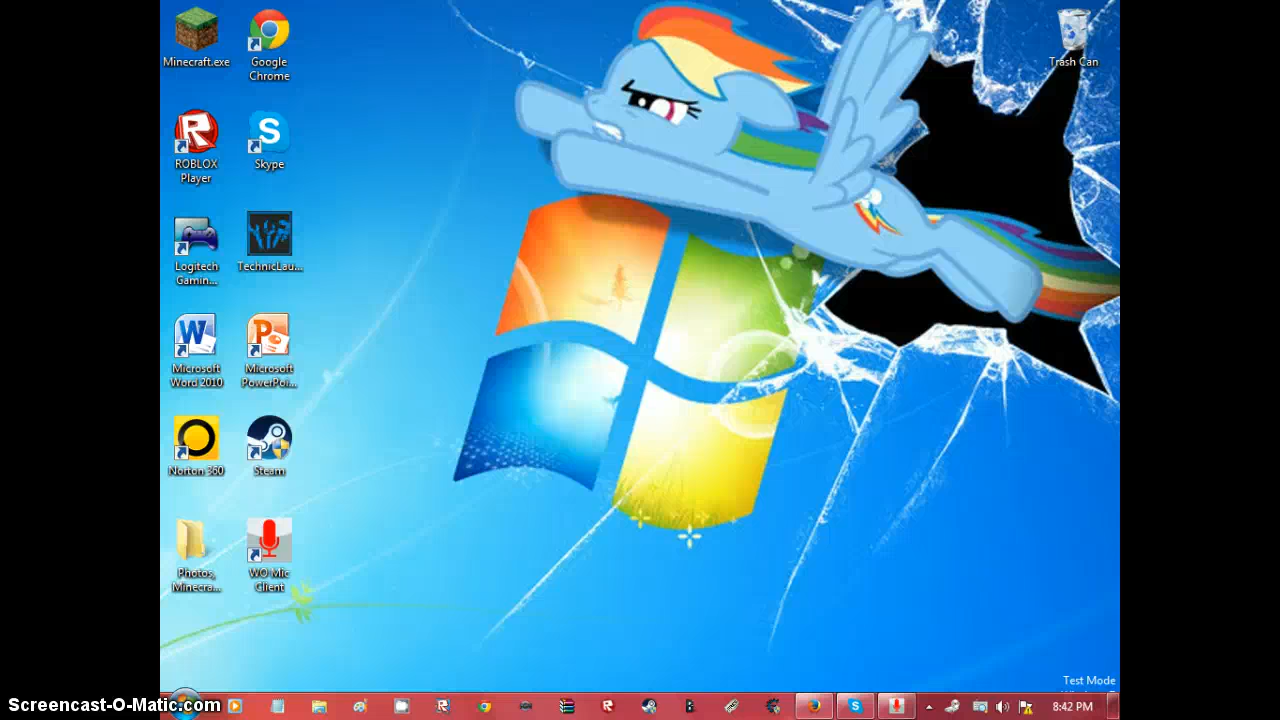 Minecraft.exe
Google
Chrome
Trash Can
ROBLOX
Player
Skype
Logitech
Gamin...
TechnicLau...
Microsoft
Word 2010
Microsoft
PowerPoi...
Norton 360
Steam
Photos,
Minecra...
WO Mic
Client
Test Mode
8:42 PM
Screencast-O-Matic.com